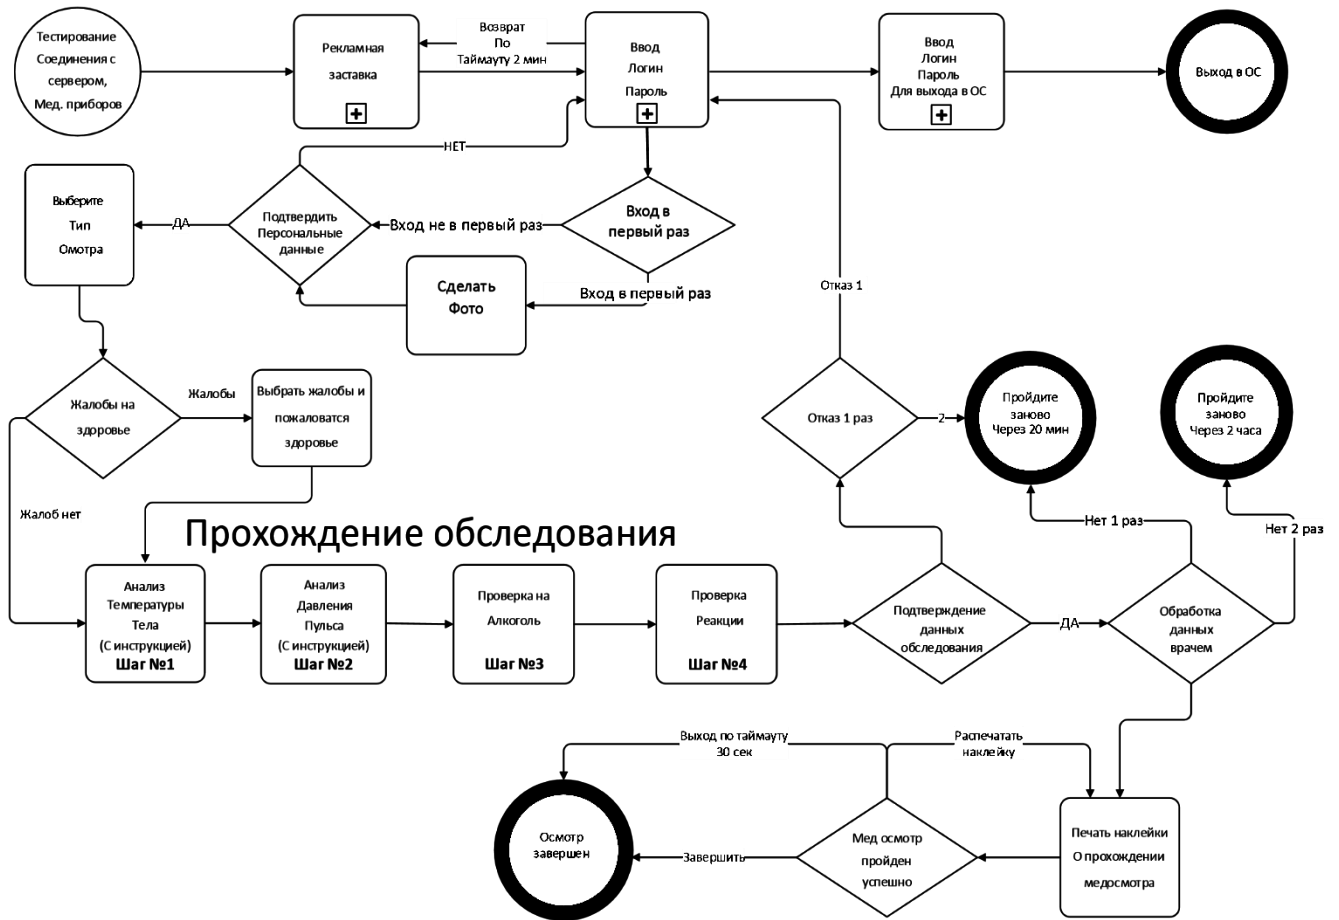 Тестирование
Соединения с
сервером,
Мед. приборов
Рекламная
заставка
Возврат
По
Таймауту 2 мин
Ввод
Логин
Пароль
Ввод
Логин
Пароль
Для выхода в ОС
Выход в ОС
НЕТ
Выберите
Тип
Омотра
ДА
Подтвердить
Персональные
данные
Вход не в первый раз
Вход в
первый раз
Сделать
Фото
Вход в первый раз
Отказ 1
Жалобы на
здоровье
Жалобы
Выбрать жалобы и
пожаловатся
здоровье
Отказ 1 раз
2
Пройдите
заново
Через 20 мин
Пройдите
заново
Через 2 часа
Жалоб нет
Прохождение обследования
Нет 1 раз
Нет 2 раз
Анализ
Температуры
Тела
(С инструкцией)
Шаг №1
Анализ
Давления
Пульса
(С инструкцией)
Шаг №2
Проверка на
Алкоголь
Шаг №3
Проверка
Реакции
Шаг №4
Подтверждение
данных
обследования
ДА
Обработка
данных
врачем
Выход по таймауту
30 сек
Распечатать
наклейку
Осмотр
завершен
Завершить
Мед осмотр
пройден
успешно
Печать наклейки
О прохождении
медосмотра